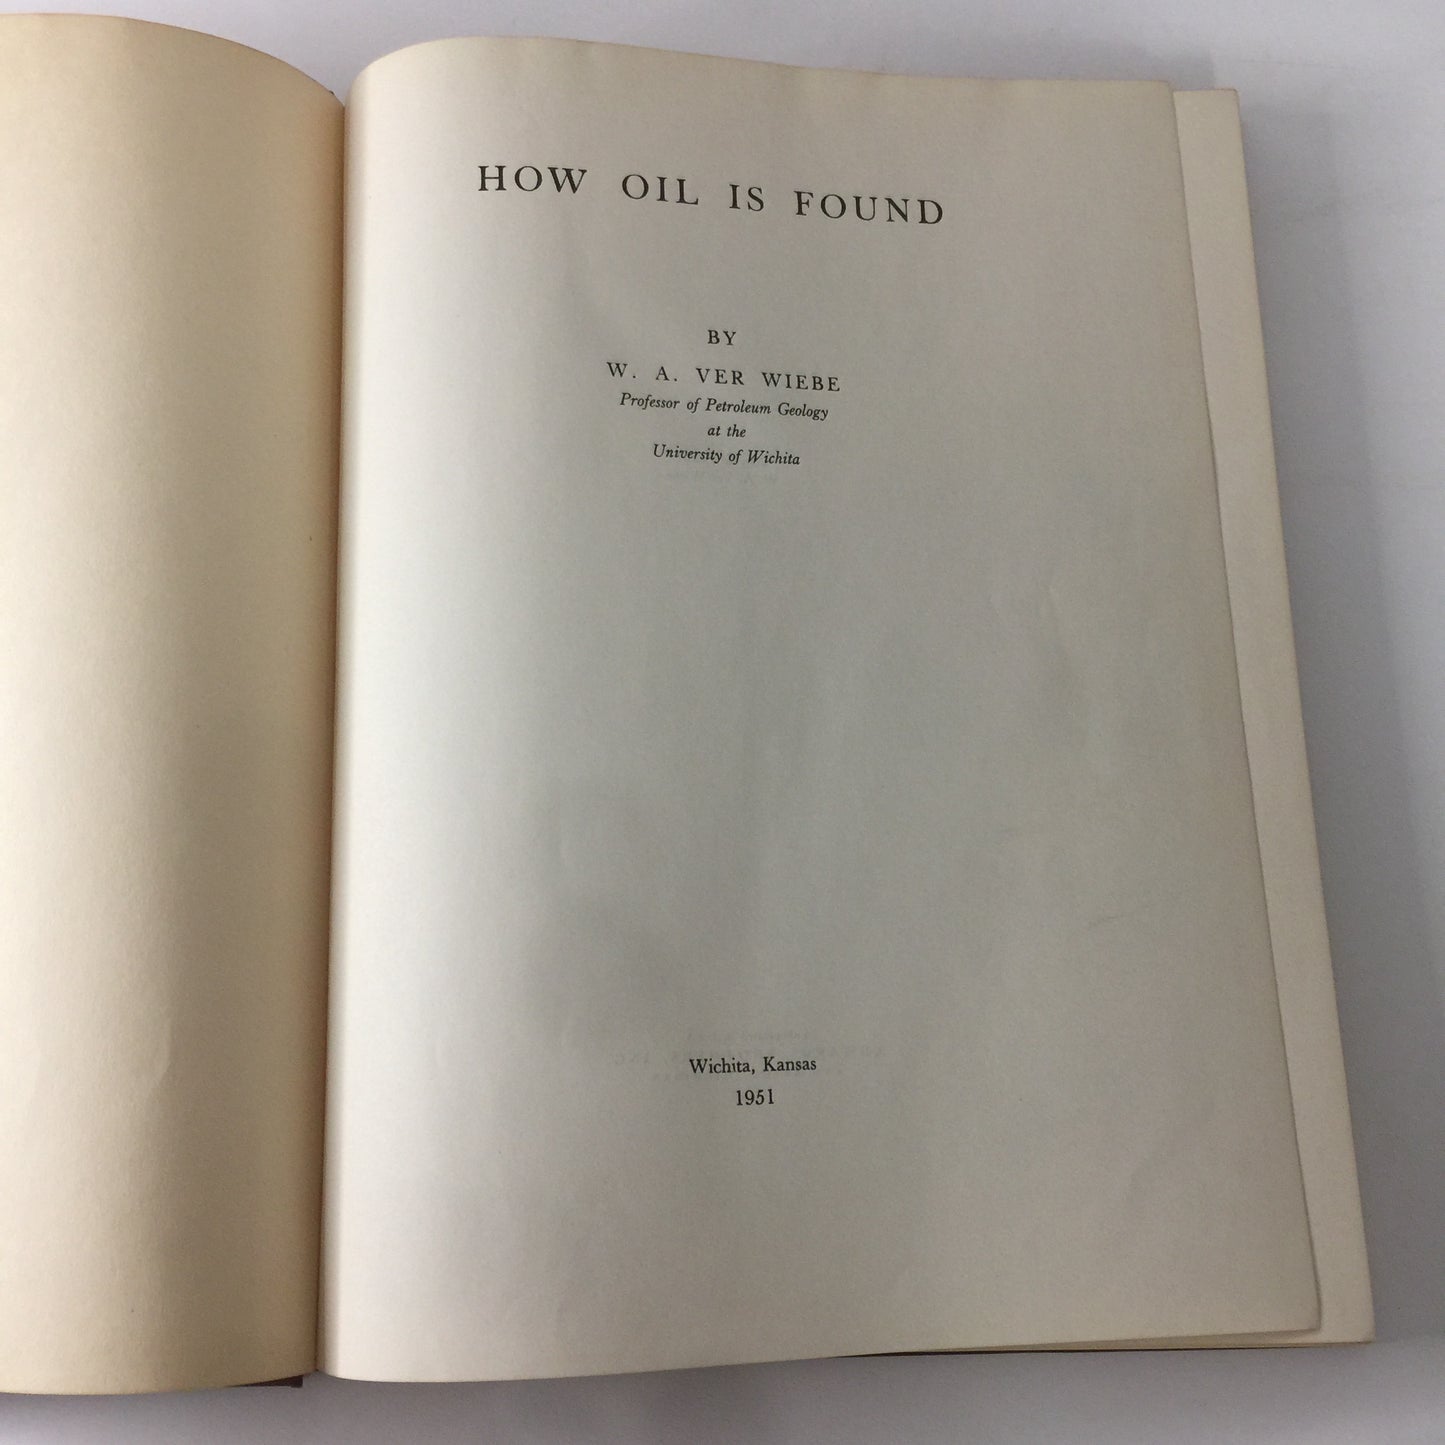 HOW OIL IS FOUND
BY
W. A. VER WIEBE
Professor of Petroleum Geology
at the
University of Wichita
Wichita, Kansas
1951